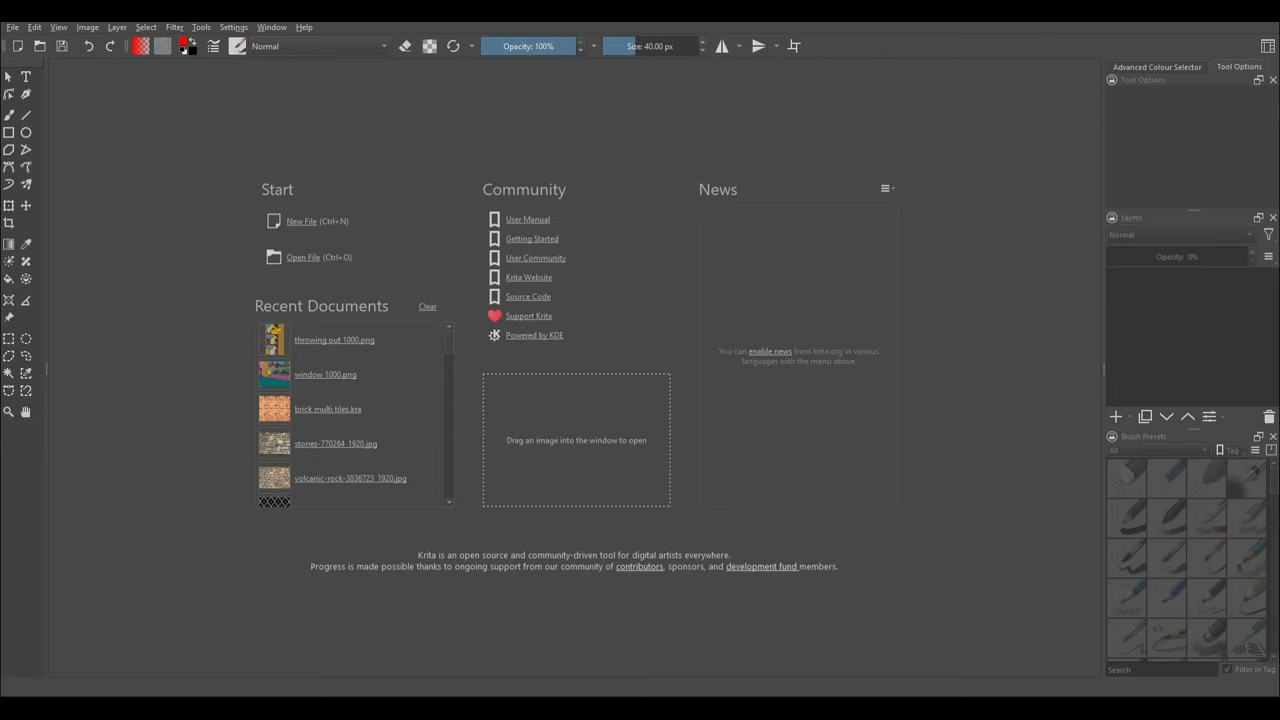 File Edit View Image Layer Select Filter Tools Settings Window Help
Normal
Opacity: 100%
Size: 40.00 px
Advanced Colour Selector
Tool Options
Tool Options
Start
New File (Ctrl+N)
Open File (Ctrl+O)
Recent Documents
Clear
throwing out 1000.png
window 1000.png
brick multi tiles.kra
stones-770264_1920.jpg
volcanic-rock-3836723_1920.jpg
Community
User Manual
Getting Started
User Community
Krita Website
Source Code
Support Krita
Powered by KDE
Drag an image into the window to open
News
You can enable news from krita.org in various
languages with the menu above.
Krita is an open source and community-driven tool for digital artists everywhere.
Progress is made possible thanks to ongoing support from our community of contributors, sponsors, and development fund members.
Layers
Normal
Opacity: 0%
Brush Presets
All
Tag
Search
Filter in Tag